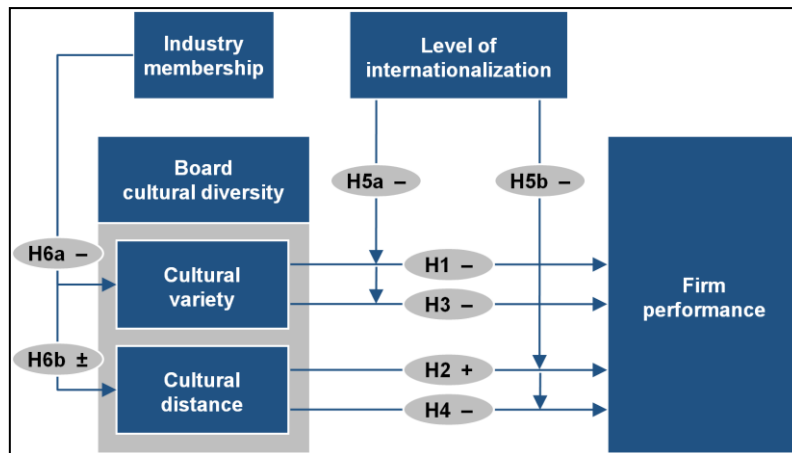 Industry
membership
Level of
internationalization
Board
cultural diversity
H5a –
H5b –
H6a –
Cultural
variety
H1 –
H3 –
Firm
performance
H6b ±
Cultural
distance
H2 +
H4 –